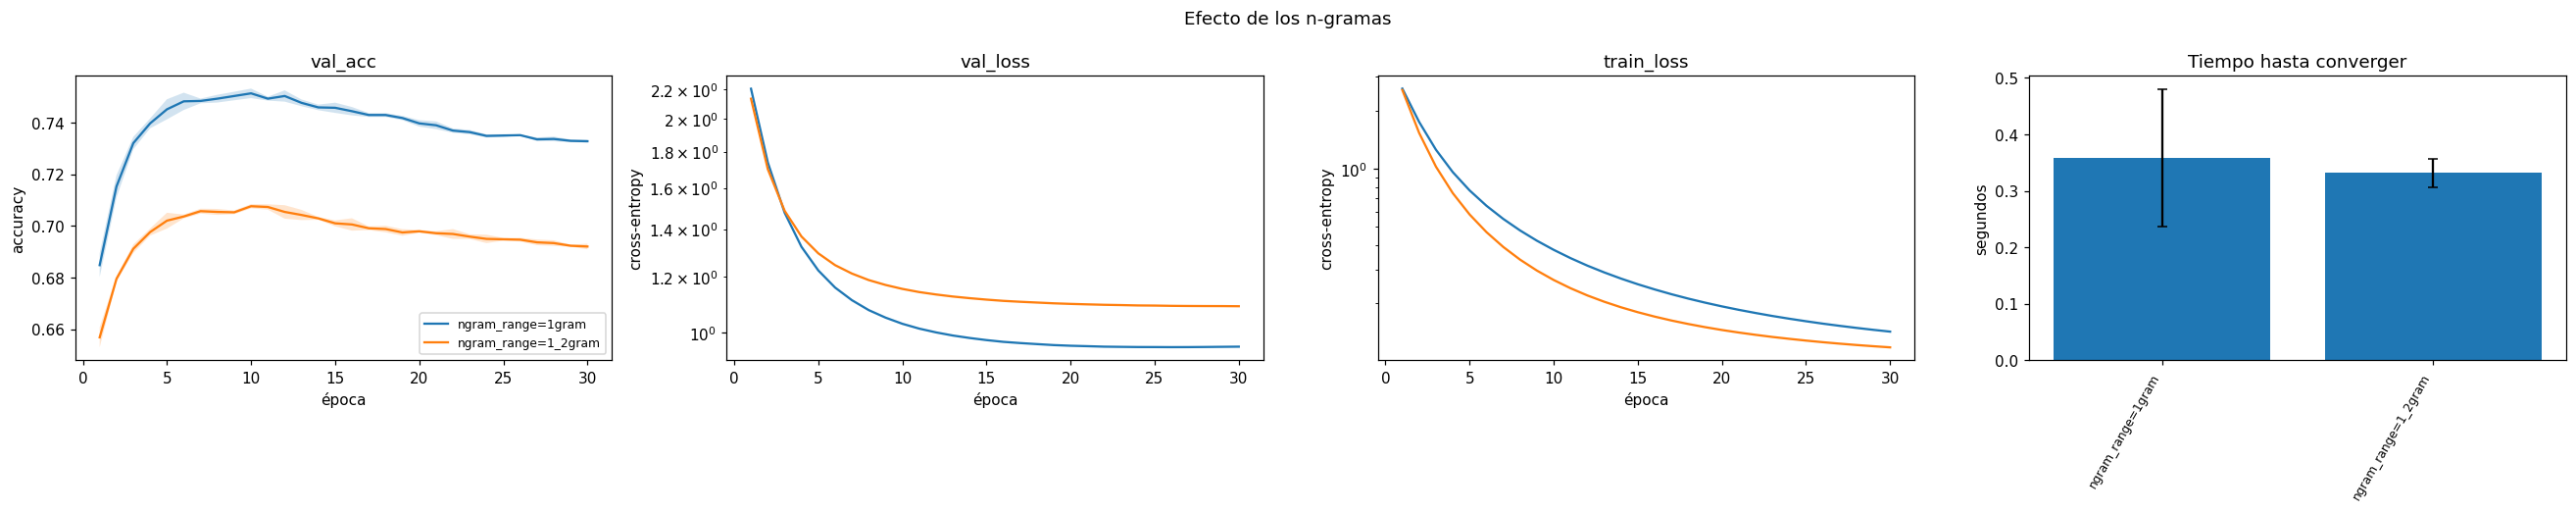 Efecto de los n-gramas
val_acc
accuracy
0.74
0.72
0.70
0.68
0.66
0 5 10 15 20 25 30
época
ngram_range=1gram
ngram_range=1_2gram
val_loss
cross-entropy
2.2 × 10⁰
2 × 10⁰
1.8 × 10⁰
1.6 × 10⁰
1.4 × 10⁰
1.2 × 10⁰
10⁰
0 5 10 15 20 25 30
época
train_loss
cross-entropy
10⁰
0 5 10 15 20 25 30
época
Tiempo hasta converger
segundos
0.5
0.4
0.3
0.2
0.1
0.0
ngram_range=1gram
ngram_range=1_2gram